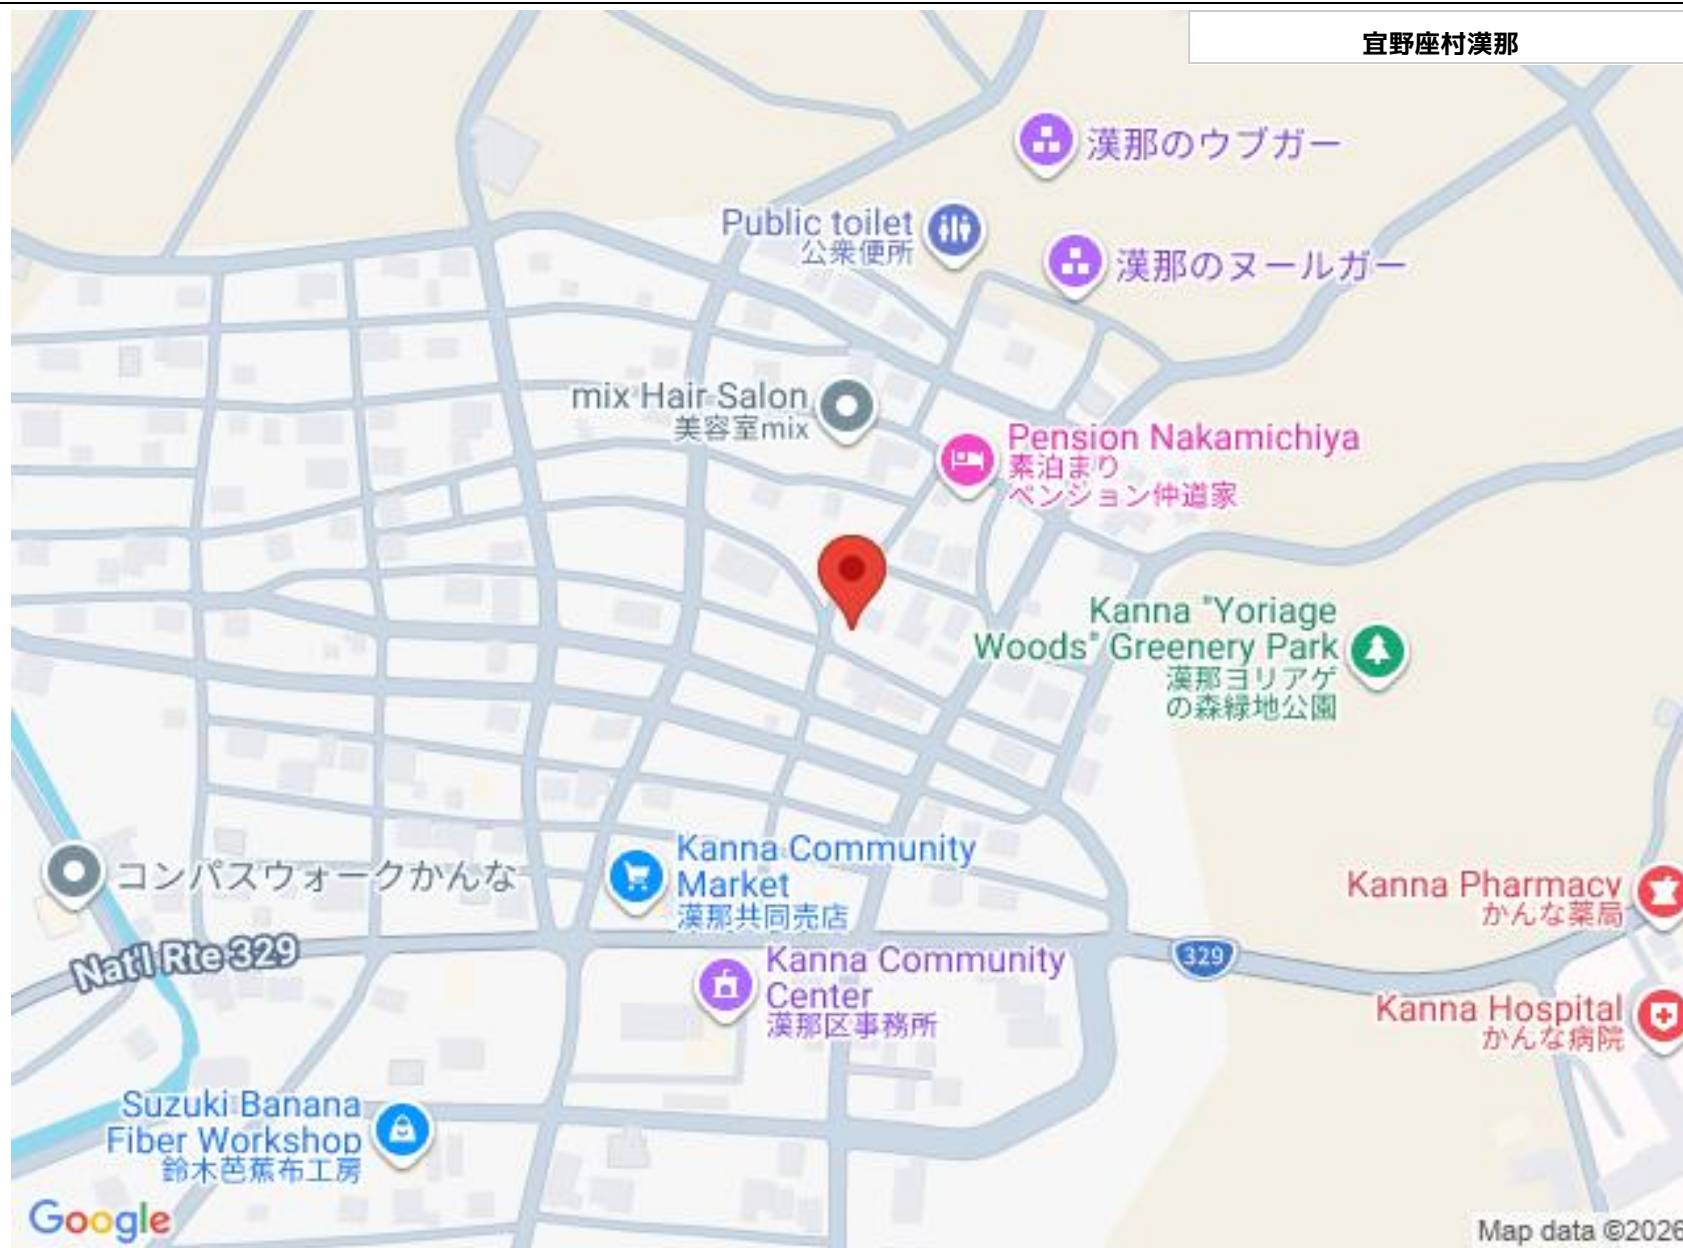 宜野座村漢那
漢那のウブガー
Public toilet
公衆便所
漢那のヌールガー
mix Hair Salon
美容室mix
Pension Nakamichiya
素泊まり
ペンション仲道家
Kanna "Yoriage
Woods" Greenery Park
漢那ヨリアゲ
の森緑地公園
Kanna Community
Market
漢那共同売店
コンパスウォークかんな
Kanna Pharmacy
かんな薬局
Nat'l Rte 329
329
Kanna Community
Center
漢那区事務所
Kanna Hospital
かんな病院
Suzuki Banana
Fiber Workshop
鈴木芭蕉布工房
Google
Map data ©2026